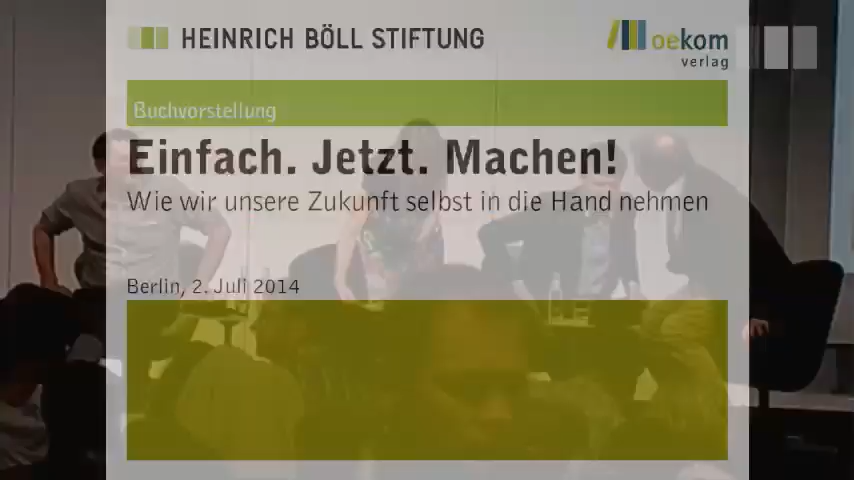 HEINRICH BÖLL STIFTUNG
oekom
verlag
Buchvorstellung
Einfach. Jetzt. Machen!
Wie wir unsere Zukunft selbst in die Hand nehmen
Berlin, 2. Juli 2014